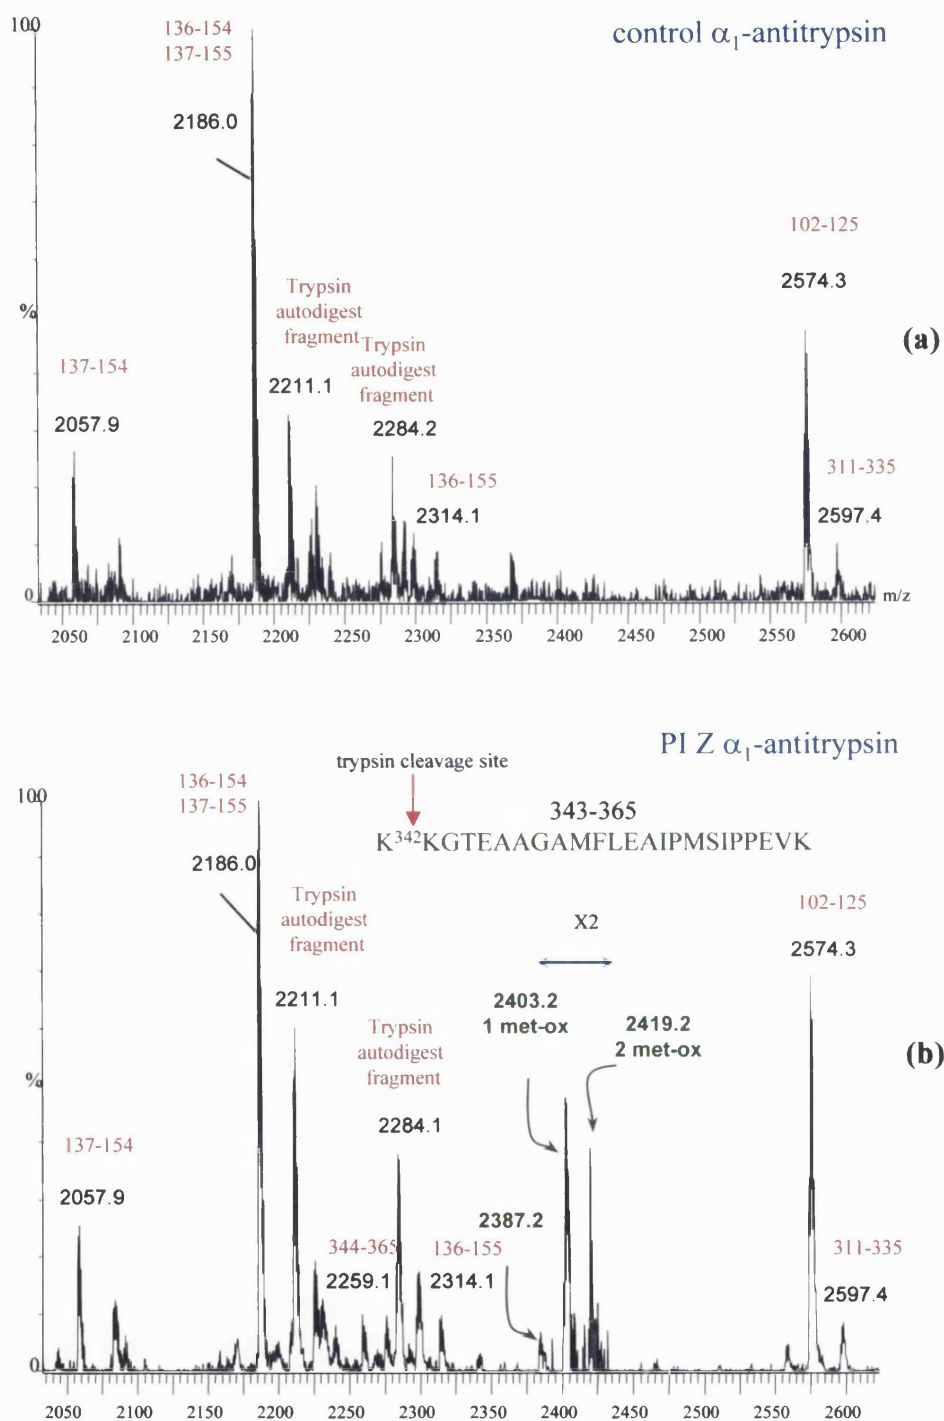 control α₁-antitrypsin
100
136-154
137-155
2186.0
102-125
2574.3
Trypsin
autodigest
fragment
Trypsin
autodigest
fragment
%
(a)
137-154
2211.1
2057.9
2284.2
136-155
2314.1
311-335
2597.4
0
m/z
2050 2100 2150 2200 2250 2300 2350 2400 2450 2500 2550 2600
PI Z α₁-antitrypsin
trypsin cleavage site
136-154
137-155
100
343-365
K³⁴²KGTEAAGAMFLEAIPMSIPPEVK
2186.0
Trypsin
autodigest
fragment
102-125
X2
2574.3
2211.1
2403.2
1 met-ox
2419.2
2 met-ox
Trypsin
autodigest
fragment
(b)
%
2284.1
137-154
2057.9
2387.2
344-365
2259.1
136-155
2314.1
311-335
2597.4
0
2050 2100 2150 2200 2250 2300 2350 2400 2450 2500 2550 2600